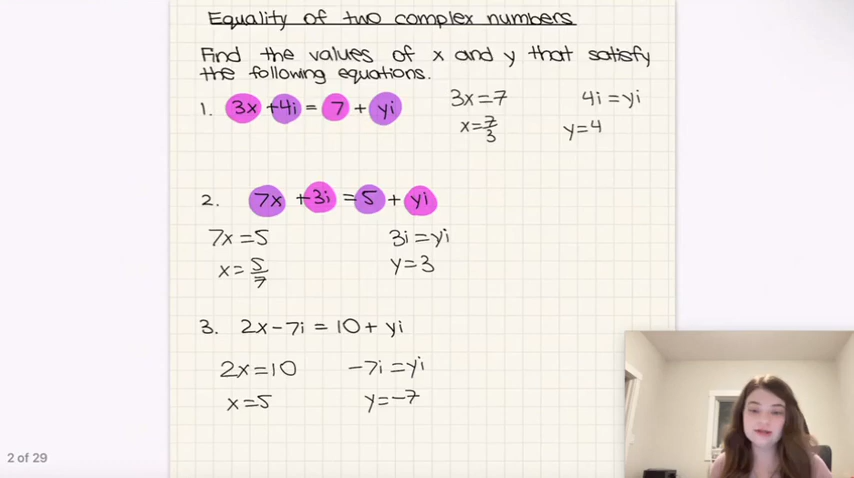 Equality of two complex numbers
Find the values of x and y that satisfy
the following equations.
1. 3x + 4i = 7 + yi
3x = 7
4i = yi
x = 7/3
y = 4
2. 7x + 3i = 5 + yi
7x = 5
3i = yi
x = 5/7
y = 3
3. 2x - 7i = 10 + yi
2x = 10
-7i = yi
x = 5
y = -7
2 of 29